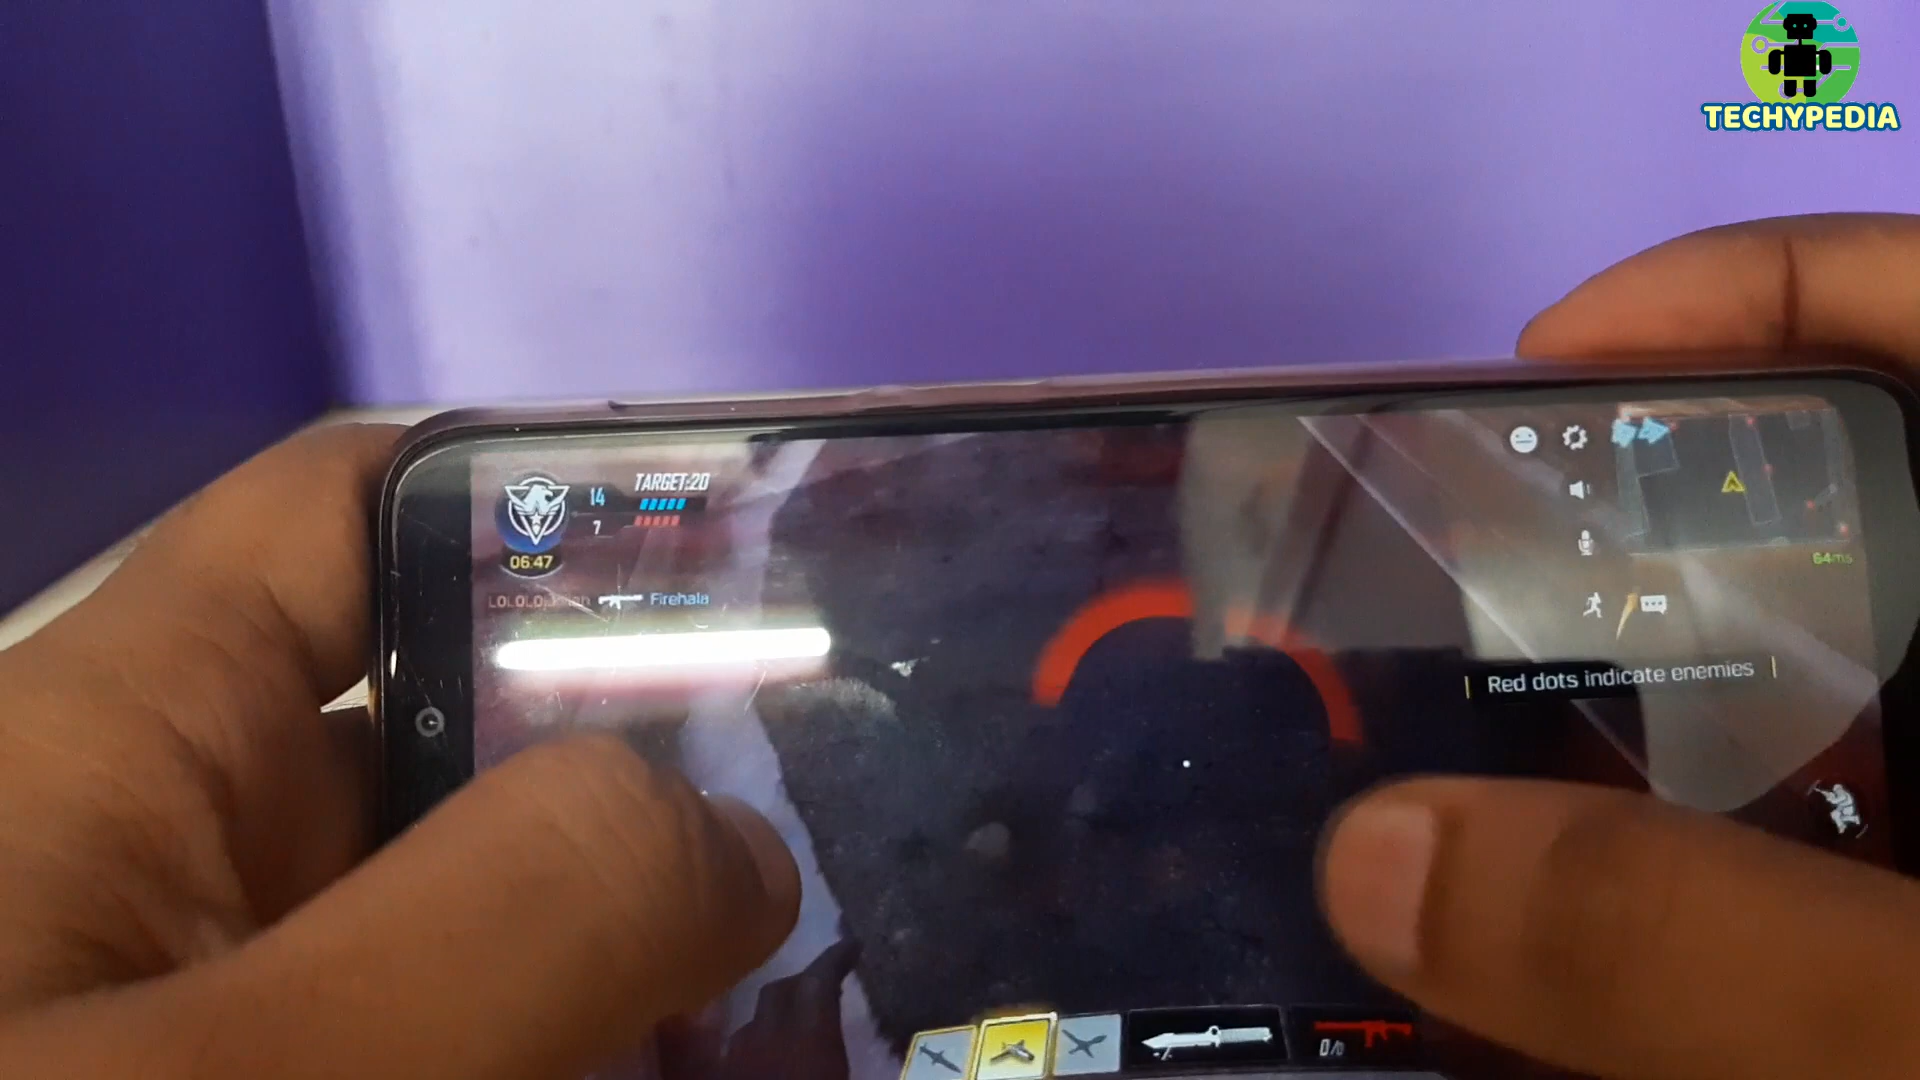 TECHYPEDIA
TARGET:20
14
7
06:47
Firehala
64ms
Red dots indicate enemies
0/0